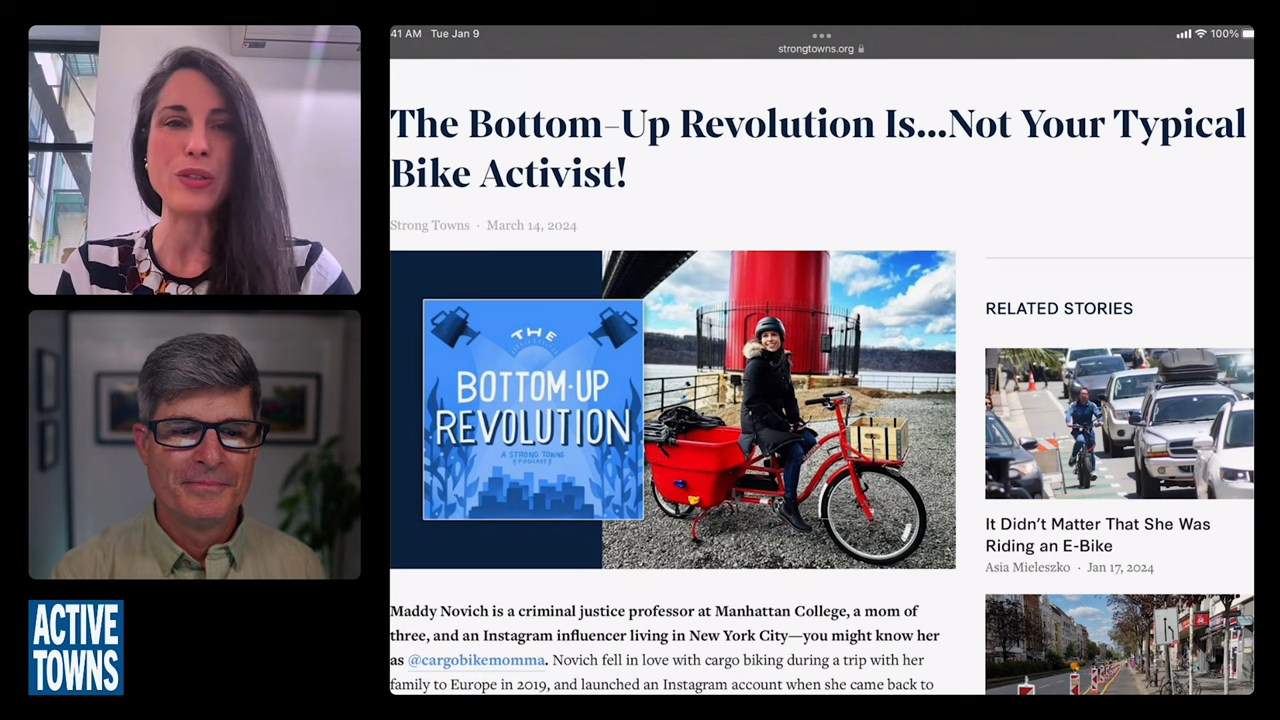 41 AM Tue Jan 9
strongtowns.org
100%
The Bottom-Up Revolution Is...Not Your Typical
Bike Activist!
Strong Towns · March 14, 2024
THE
BOTTOM-UP
REVOLUTION
A STRONG TOWNS
PODCAST
RELATED STORIES
It Didn't Matter That She Was
Riding an E-Bike
Asia Mieleszko · Jan 17, 2024
Maddy Novich is a criminal justice professor at Manhattan College, a mom of
three, and an Instagram influencer living in New York City—you might know her
as @cargobikemomma. Novich fell in love with cargo biking during a trip with her
family to Europe in 2019, and launched an Instagram account when she came back to
ACTIVE
TOWNS